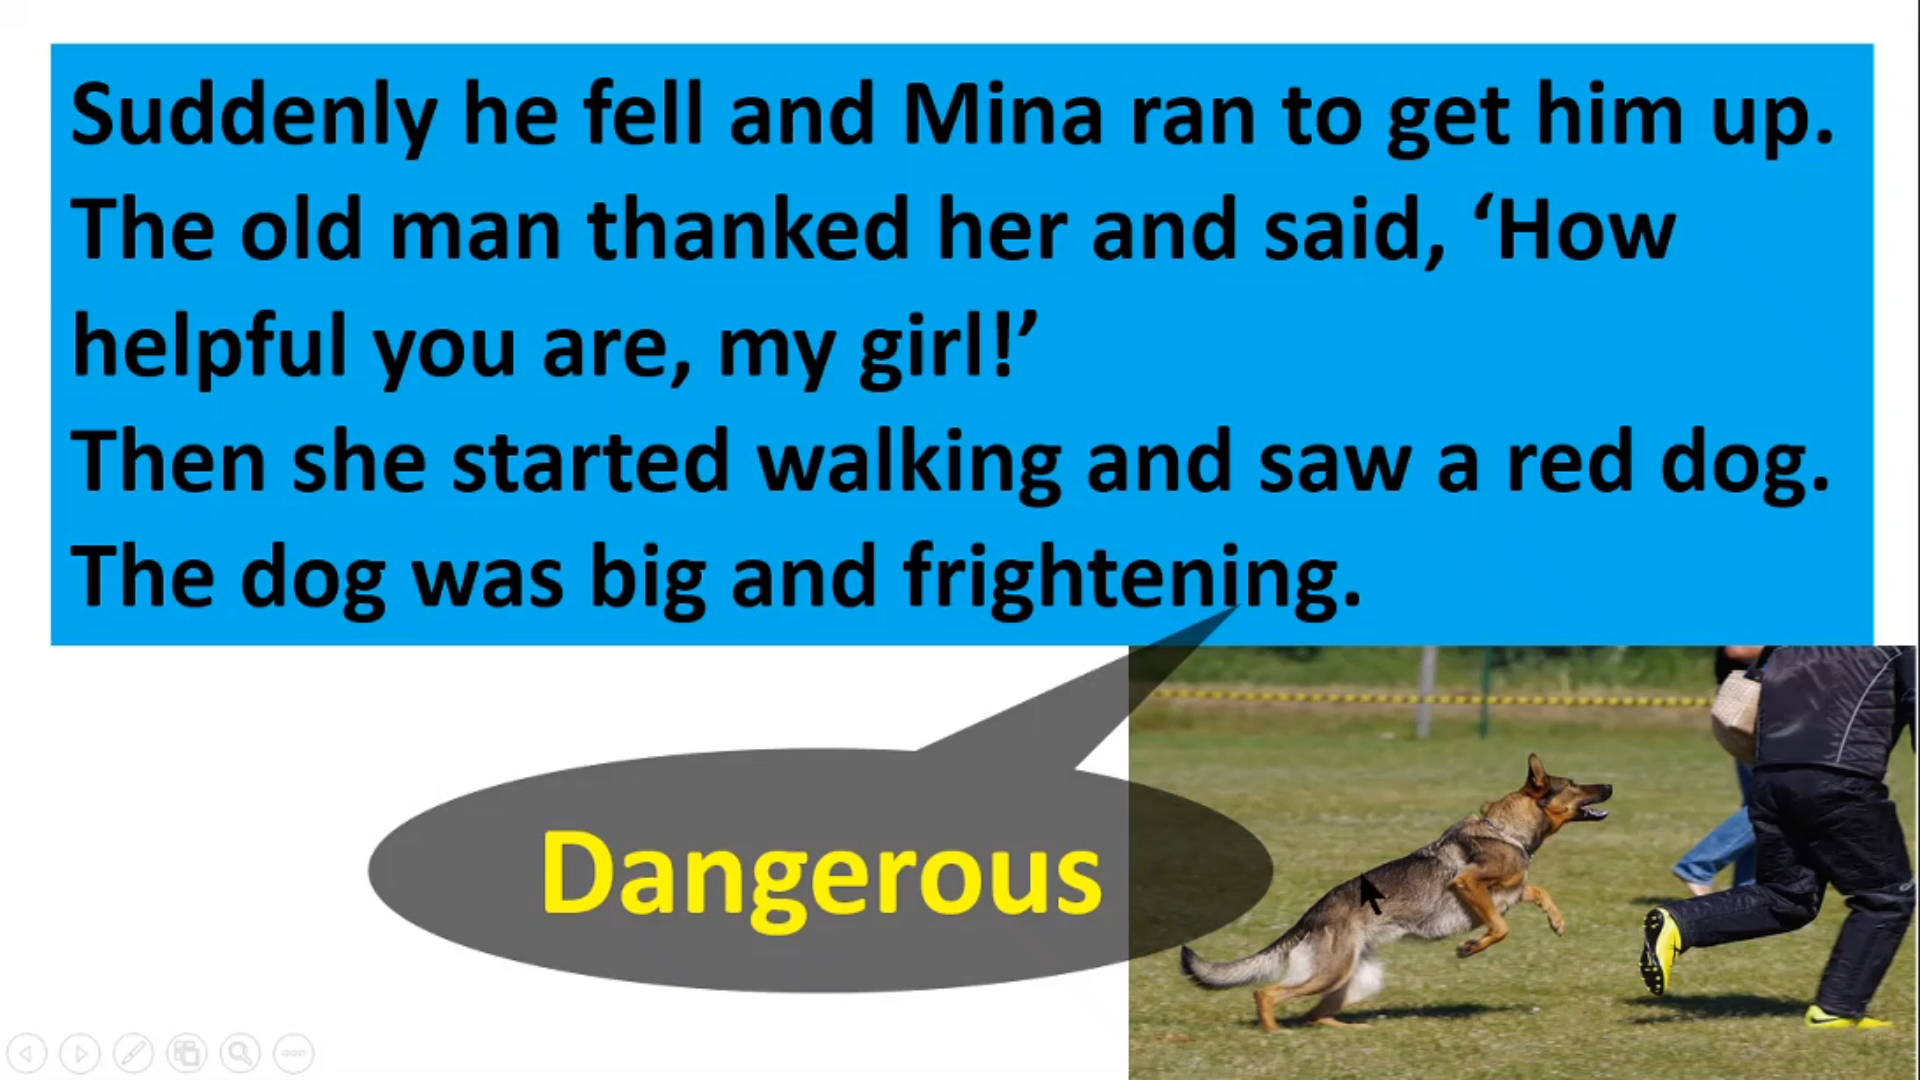 Suddenly he fell and Mina ran to get him up.
The old man thanked her and said, ‘How
helpful you are, my girl!’
Then she started walking and saw a red dog.
The dog was big and frightening.
Dangerous